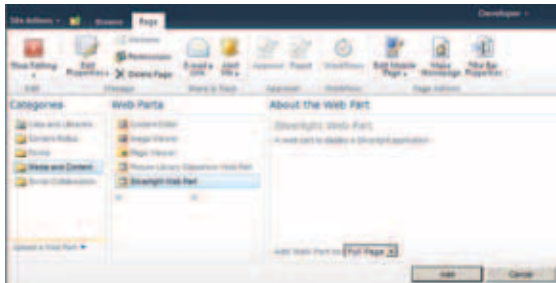 Site Actions Browse Page
Developer
Stop Editing Edit Properties Versions Permissions Delete Page E-mail a Link Alert Me Approve Reject Workflows Edit Mobile Page Make Homepage Title Bar Properties
Edit Manage Share & Track Approval Workflow Page Actions
Categories Web Parts About the Web Part
Lists and Libraries Content Editor Silverlight Web Part
Content Rollup Image Viewer A web part to display a Silverlight application.
Forms Page Viewer
Media and Content Picture Library Slideshow Web Part
Social Collaboration Silverlight Web Part
Upload a Web Part Add Web Part to: Full Page
Add Cancel